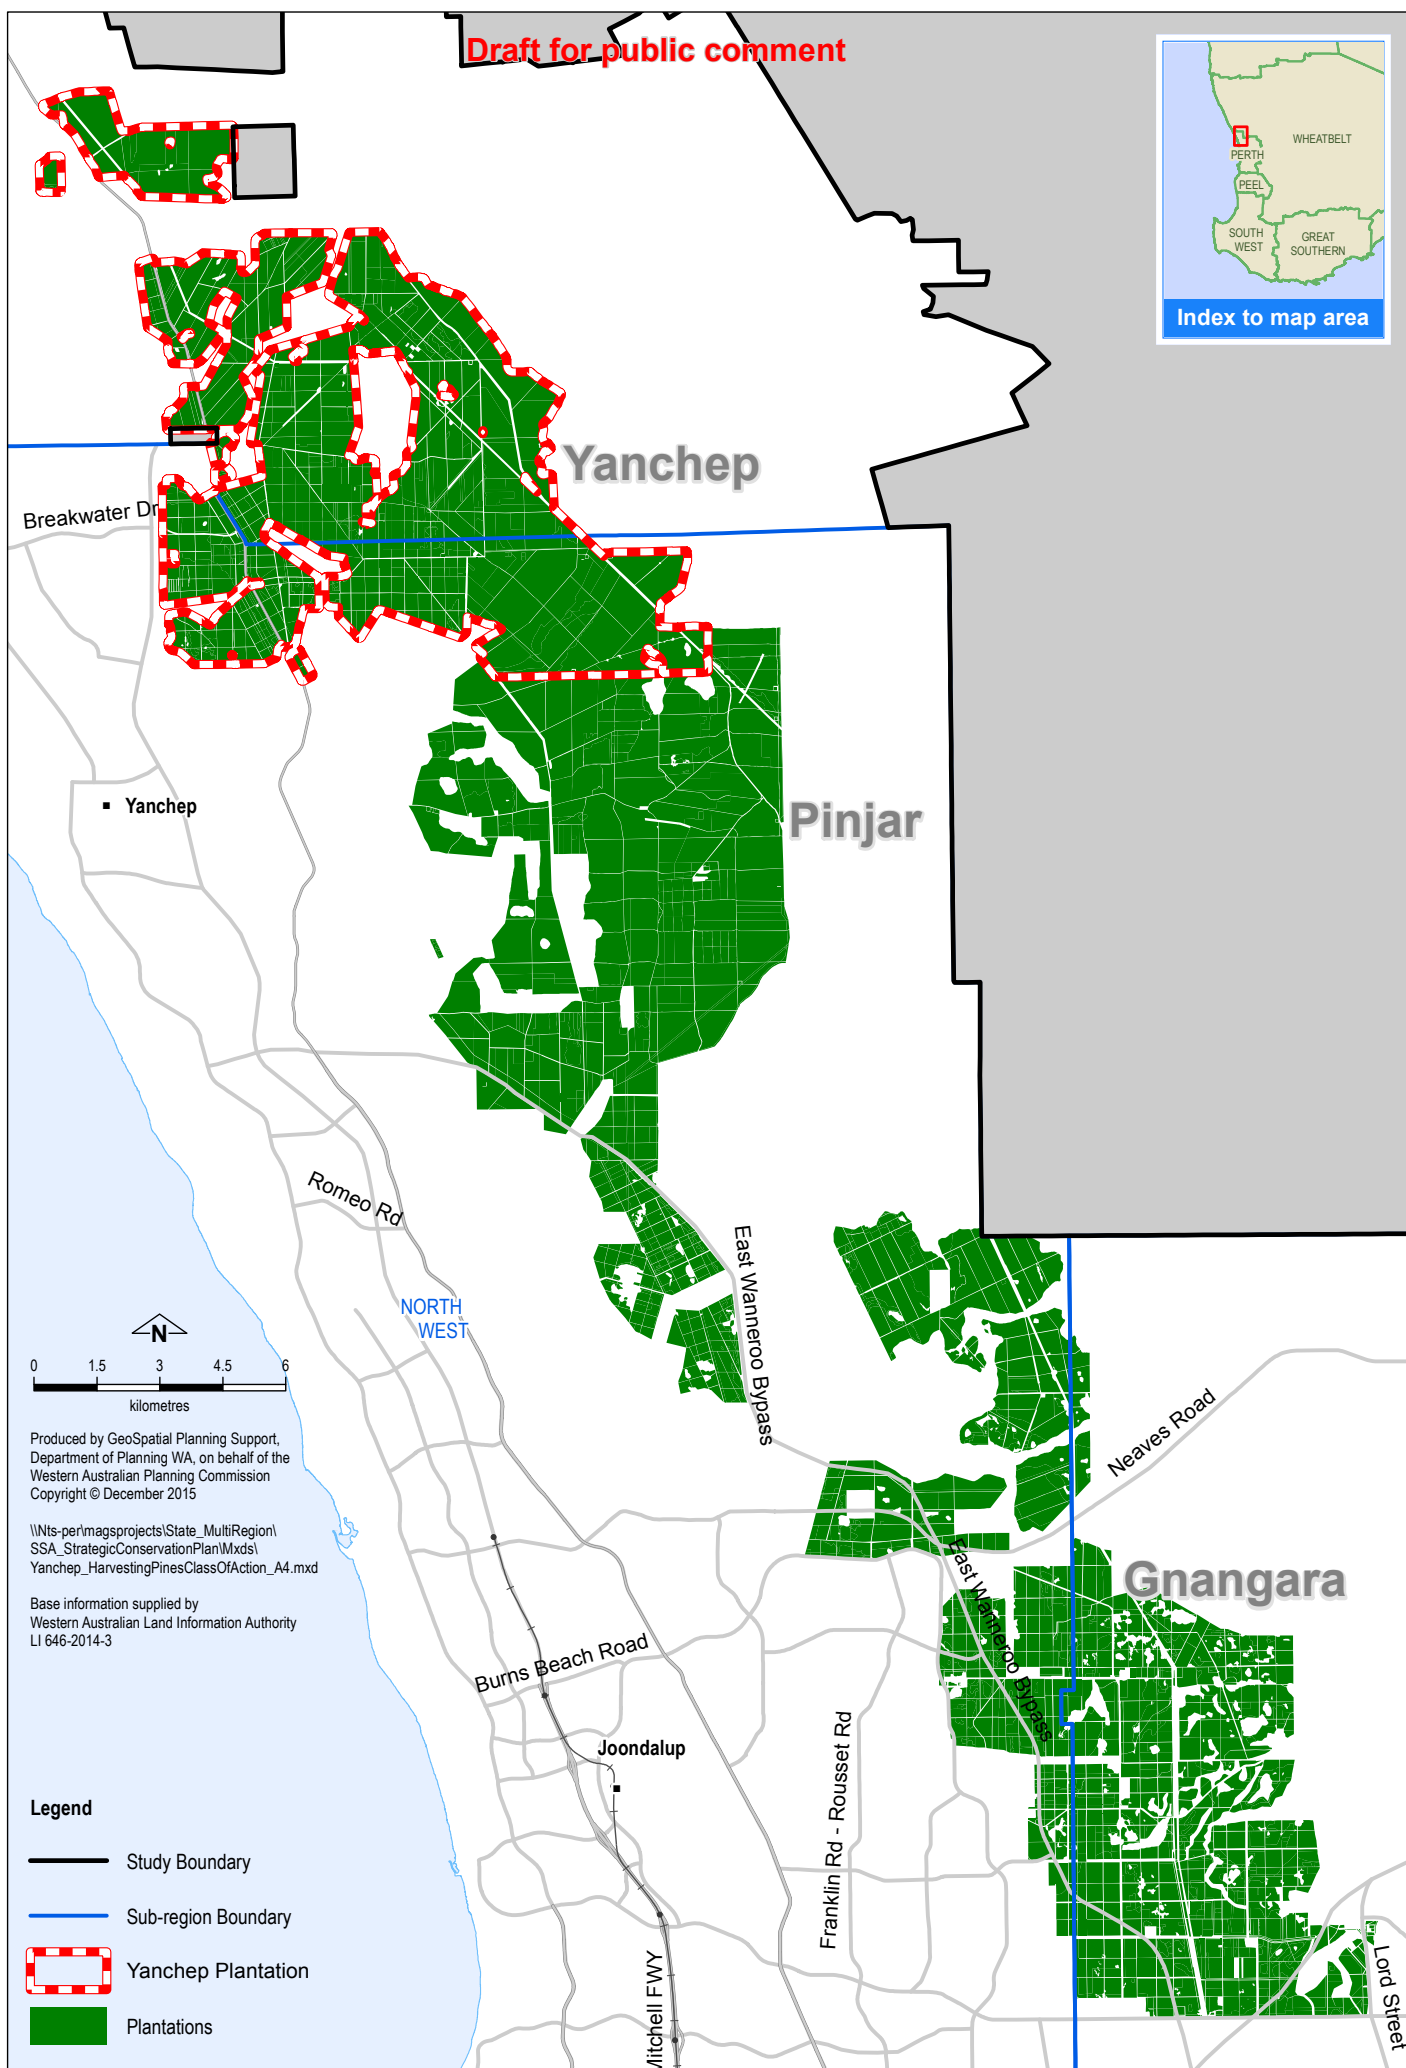 Draft for public comment
WHEATBELT
PERTH
PEEL
SOUTH
WEST
GREAT
SOUTHERN
Index to map area
Yanchep
Breakwater Dr
Yanchep
Pinjar
Romeo Rd
NORTH
WEST
East Wanneroo Bypass
N
0 1.5 3 4.5 6
kilometres
Neaves Road
Produced by GeoSpatial Planning Support,
Department of Planning WA, on behalf of the
Western Australian Planning Commission
Copyright © December 2015
\\Nts-per\magsprojects\State_MultiRegion\
SSA_StrategicConservationPlan\Mxds\
Yanchep_HarvestingPinesClassOfAction_A4.mxd
Base information supplied by
Western Australian Land Information Authority
LI 646-2014-3
East Wanneroo Bypass
Gnangara
Burns Beach Road
Joondalup
Franklin Rd - Rousset Rd
Mitchell FWY
Lord Street
Legend
Study Boundary
Sub-region Boundary
Yanchep Plantation
Plantations